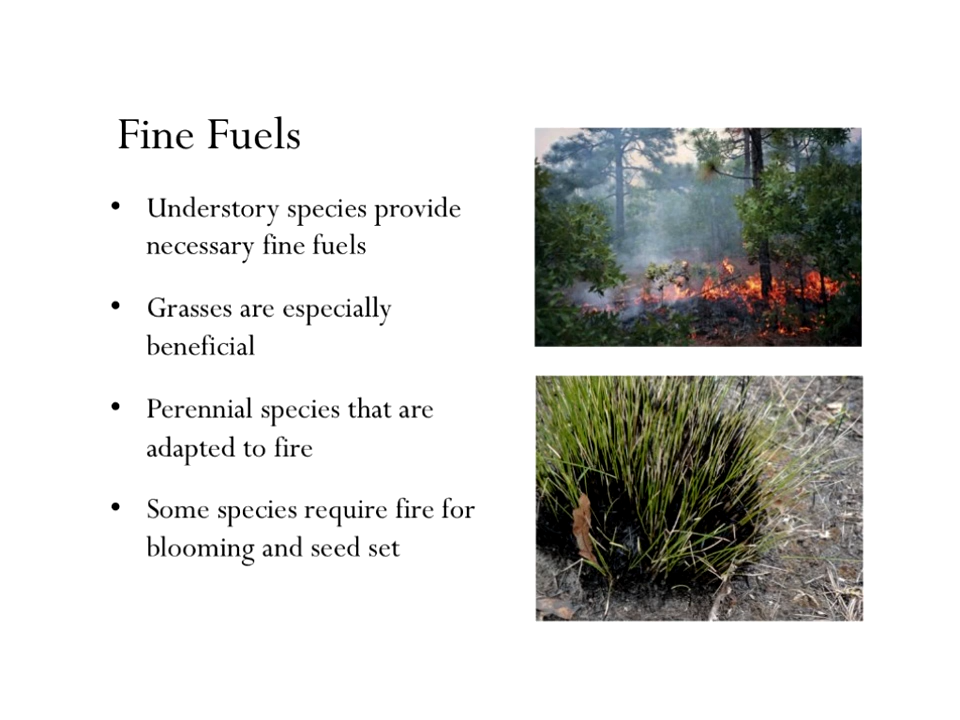 Fine Fuels
• Understory species provide
necessary fine fuels
• Grasses are especially
beneficial
• Perennial species that are
adapted to fire
• Some species require fire for
blooming and seed set